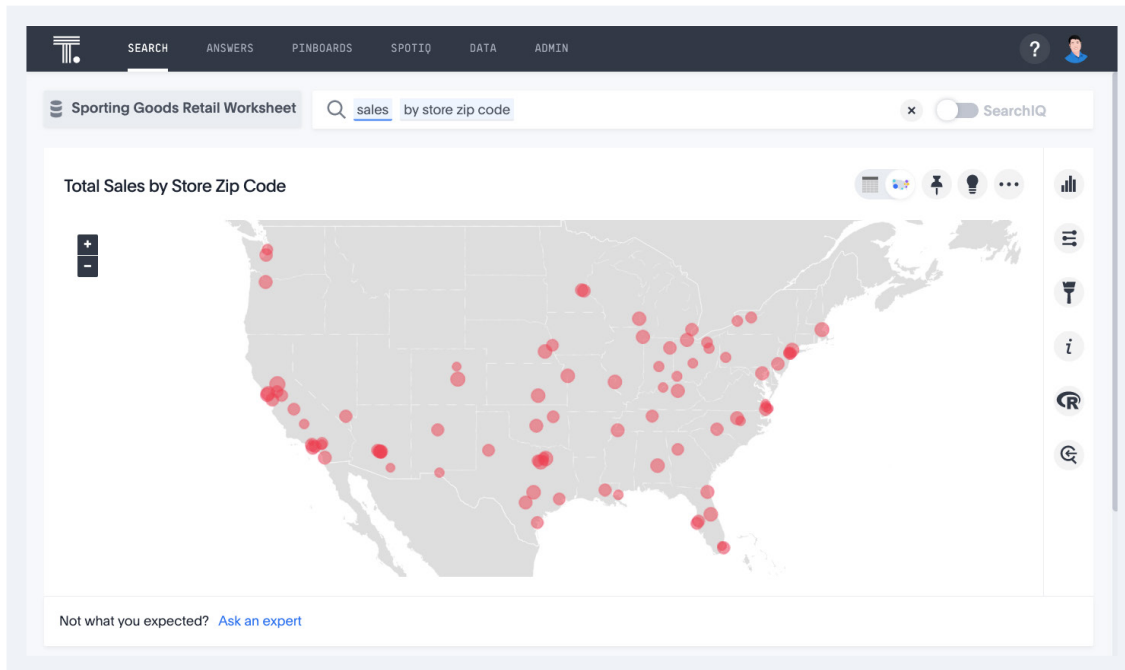 SEARCH ANSWERS PINBOARDS SPOTIQ DATA ADMIN ?
Sporting Goods Retail Worksheet sales by store zip code × SearchIQ
Total Sales by Store Zip Code
+
−
i
R
Not what you expected? Ask an expert